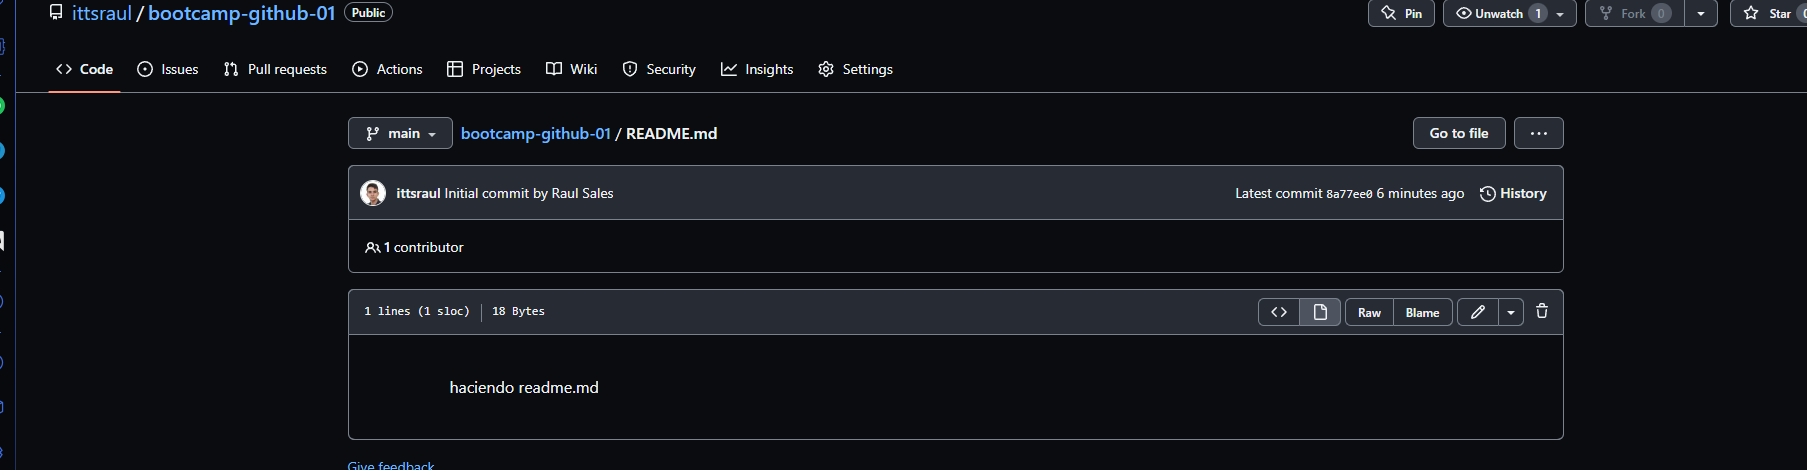 ittsraul / bootcamp-github-01 Public Pin Unwatch 1 Fork 0 Star
Code Issues Pull requests Actions Projects Wiki Security Insights Settings
main bootcamp-github-01 / README.md Go to file ...
ittsraul Initial commit by Raul Sales Latest commit 8a77ee0 6 minutes ago History
1 contributor
1 lines (1 sloc) 18 Bytes <> Raw Blame
haciendo readme.md
Give feedback